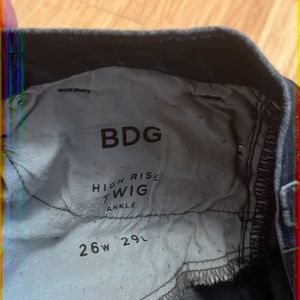 BDG
HIGH RISE
TWIG
ANKLE
26W 29L